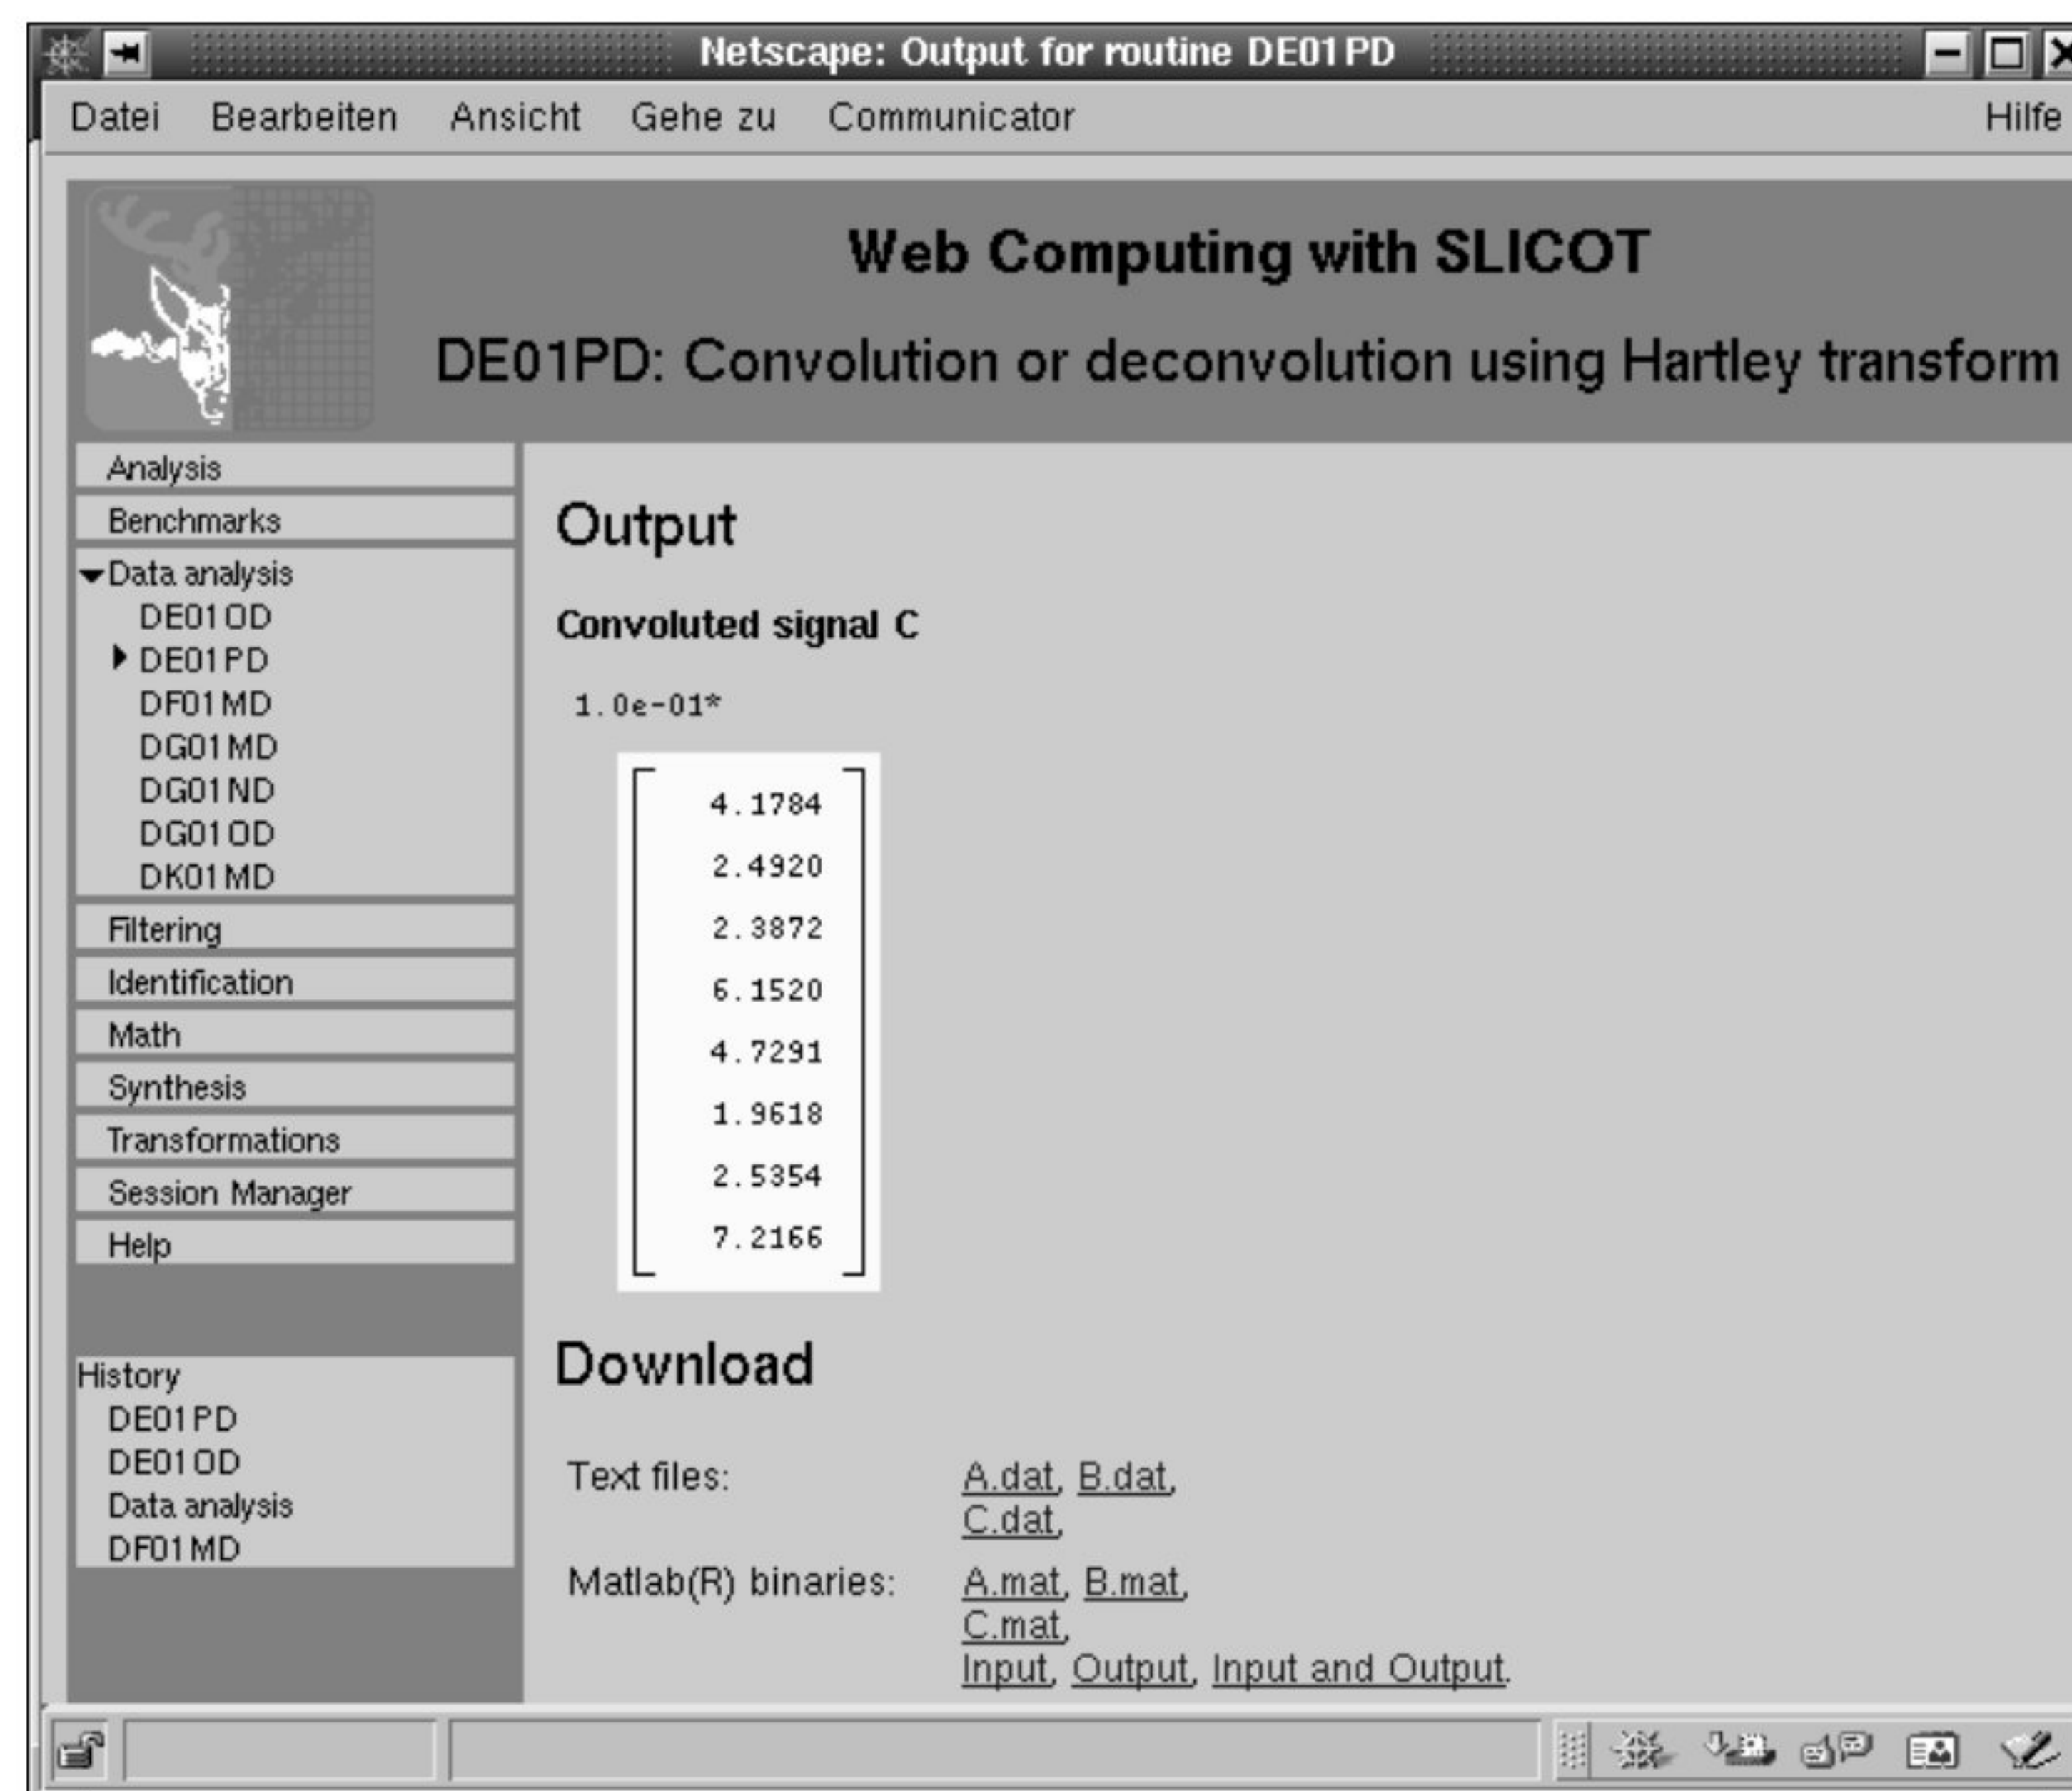 Netscape: Output for routine DE01PD
Datei Bearbeiten Ansicht Gehe zu Communicator Hilfe
Web Computing with SLICOT
DE01PD: Convolution or deconvolution using Hartley transform
Analysis
Benchmarks
Data analysis
DE01OD
DE01PD
DF01MD
DG01MD
DG01ND
DG01OD
DK01MD
Filtering
Identification
Math
Synthesis
Transformations
Session Manager
Help
History
DE01PD
DE01OD
Data analysis
DF01MD
Output
Convoluted signal C
1.0e-01*
4.1784
2.4920
2.3872
6.1520
4.7291
1.9618
2.5354
7.2166
Download
Text files: A.dat, B.dat,
C.dat,
Matlab(R) binaries: A.mat, B.mat,
C.mat,
Input, Output, Input and Output.